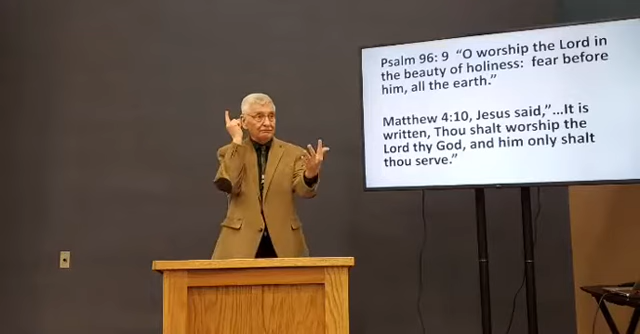 Psalm 96: 9 "O worship the Lord in
the beauty of holiness: fear before
him, all the earth."
Matthew 4:10, Jesus said,"...It is
written, Thou shalt worship the
Lord thy God, and him only shalt
thou serve."